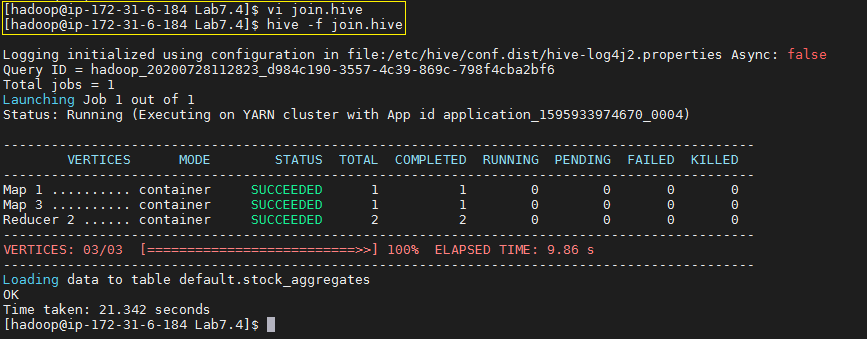 [hadoop@ip-172-31-6-184 Lab7.4]$ vi join.hive
[hadoop@ip-172-31-6-184 Lab7.4]$ hive -f join.hive
Logging initialized using configuration in file:/etc/hive/conf.dist/hive-log4j2.properties Async: false
Query ID = hadoop_20200728112823_d984c190-3557-4c39-869c-798f4cba2bf6
Total jobs = 1
Launching Job 1 out of 1
Status: Running (Executing on YARN cluster with App id application_1595933974670_0004)
----------------------------------------------------------------------------------------------
        VERTICES      MODE        STATUS  TOTAL  COMPLETED  RUNNING  PENDING  FAILED  KILLED
----------------------------------------------------------------------------------------------
Map 1 .......... container     SUCCEEDED      1          1        0        0       0       0
Map 3 .......... container     SUCCEEDED      1          1        0        0       0       0
Reducer 2 ...... container     SUCCEEDED      2          2        0        0       0       0
----------------------------------------------------------------------------------------------
VERTICES: 03/03  [==========================>>] 100%  ELAPSED TIME: 9.86 s
----------------------------------------------------------------------------------------------
Loading data to table default.stock_aggregates
OK
Time taken: 21.342 seconds
[hadoop@ip-172-31-6-184 Lab7.4]$